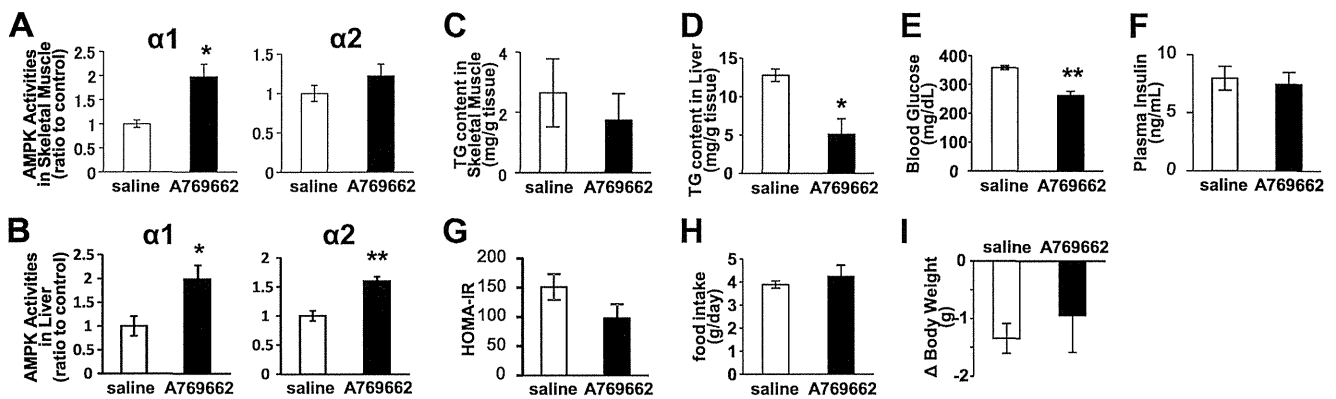 A
α1
α2
AMPK Activities
in Skeletal Muscle
(ratio to control)
2.5
2
1.5
1
0.5
0
*
saline A769662
1.5
1
0.5
0
saline A769662
C
TG content in
Skeletal Muscle
(mg/g tissue)
4
2
0
saline A769662
D
TG content in Liver
(mg/g tissue)
15
10
5
0
*
saline A769662
E
Blood Glucose
(mg/dL)
400
300
200
100
0
**
saline A769662
F
Plasma Insulin
(ng/mL)
10
5
0
saline A769662
B
α1
α2
AMPK Activities
in Liver
(ratio to control)
2.5
2
1.5
1
0.5
0
*
saline A769662
2
1.5
1
0.5
0
**
saline A769662
G
HOMA-IR
200
150
100
50
0
saline A769662
H
food intake
(g/day)
5
4
3
2
1
0
saline A769662
I
saline A769662
Δ Body Weight
(g)
0
-1
-2